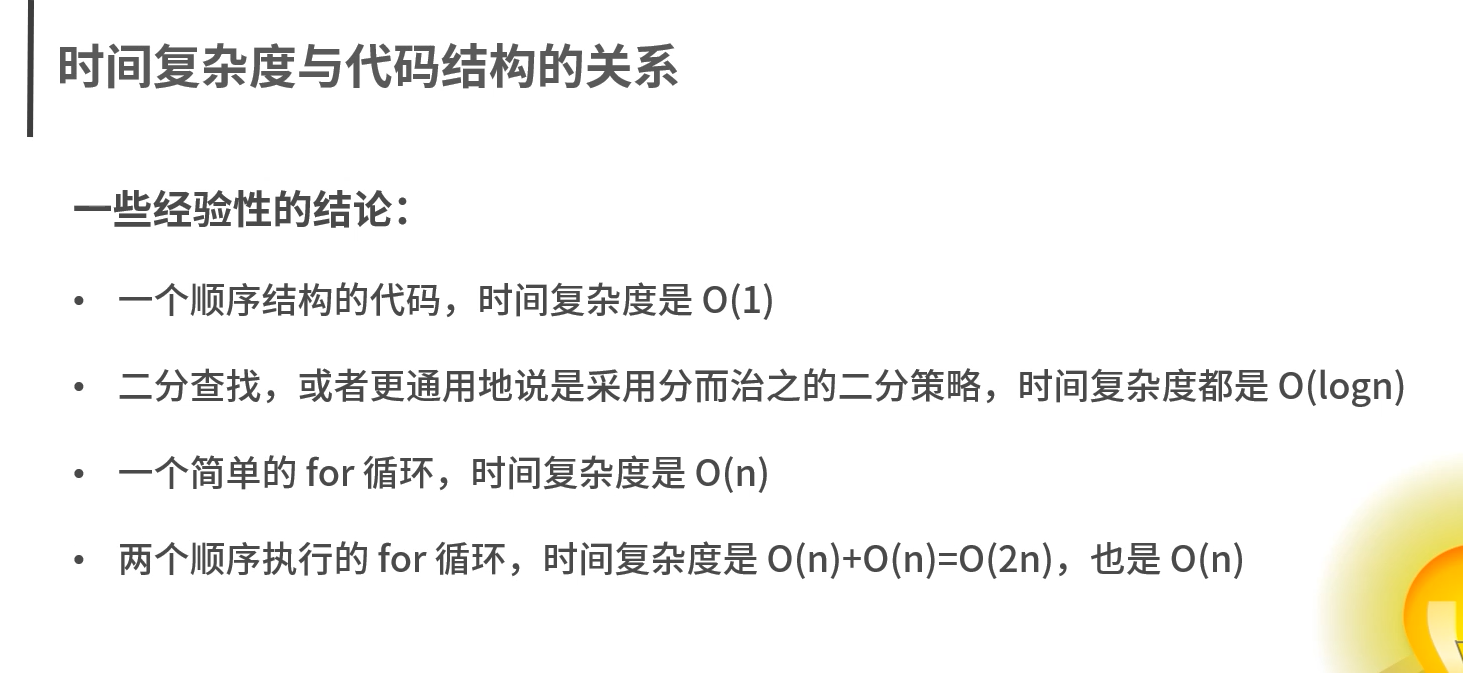 时间复杂度与代码结构的关系
一些经验性的结论：
• 一个顺序结构的代码，时间复杂度是 O(1)
• 二分查找，或者更通用地说是采用分而治之的二分策略，时间复杂度都是 O(logn)
• 一个简单的 for 循环，时间复杂度是 O(n)
• 两个顺序执行的 for 循环，时间复杂度是 O(n)+O(n)=O(2n)，也是 O(n)